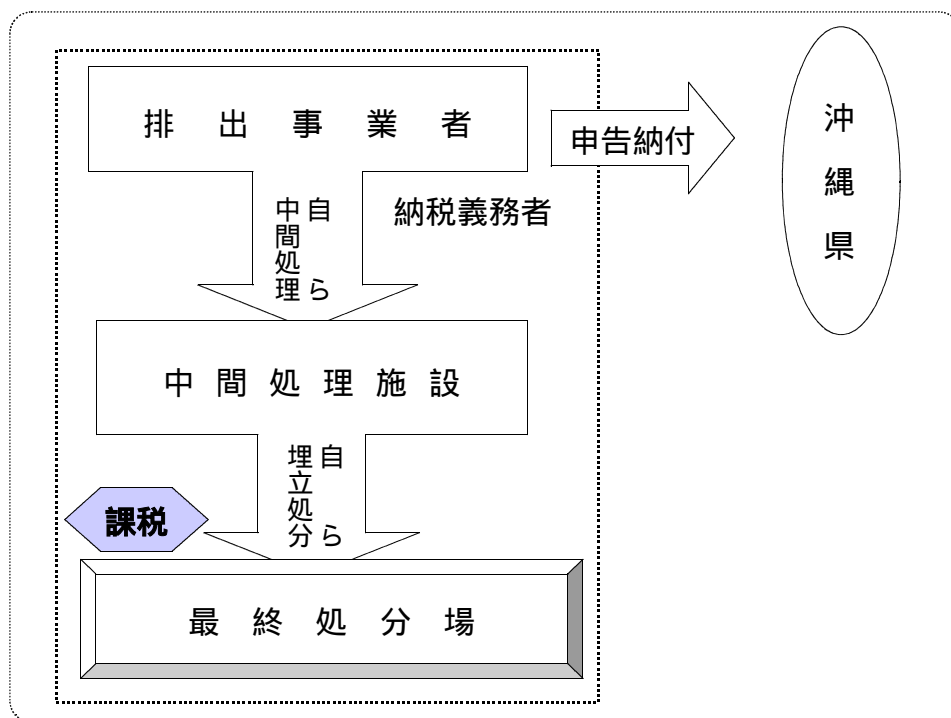 排出事業者
申告納付
沖縄県
納税義務者
自ら
中間処理
中間処理施設
自ら
埋立処分
課税
最終処分場